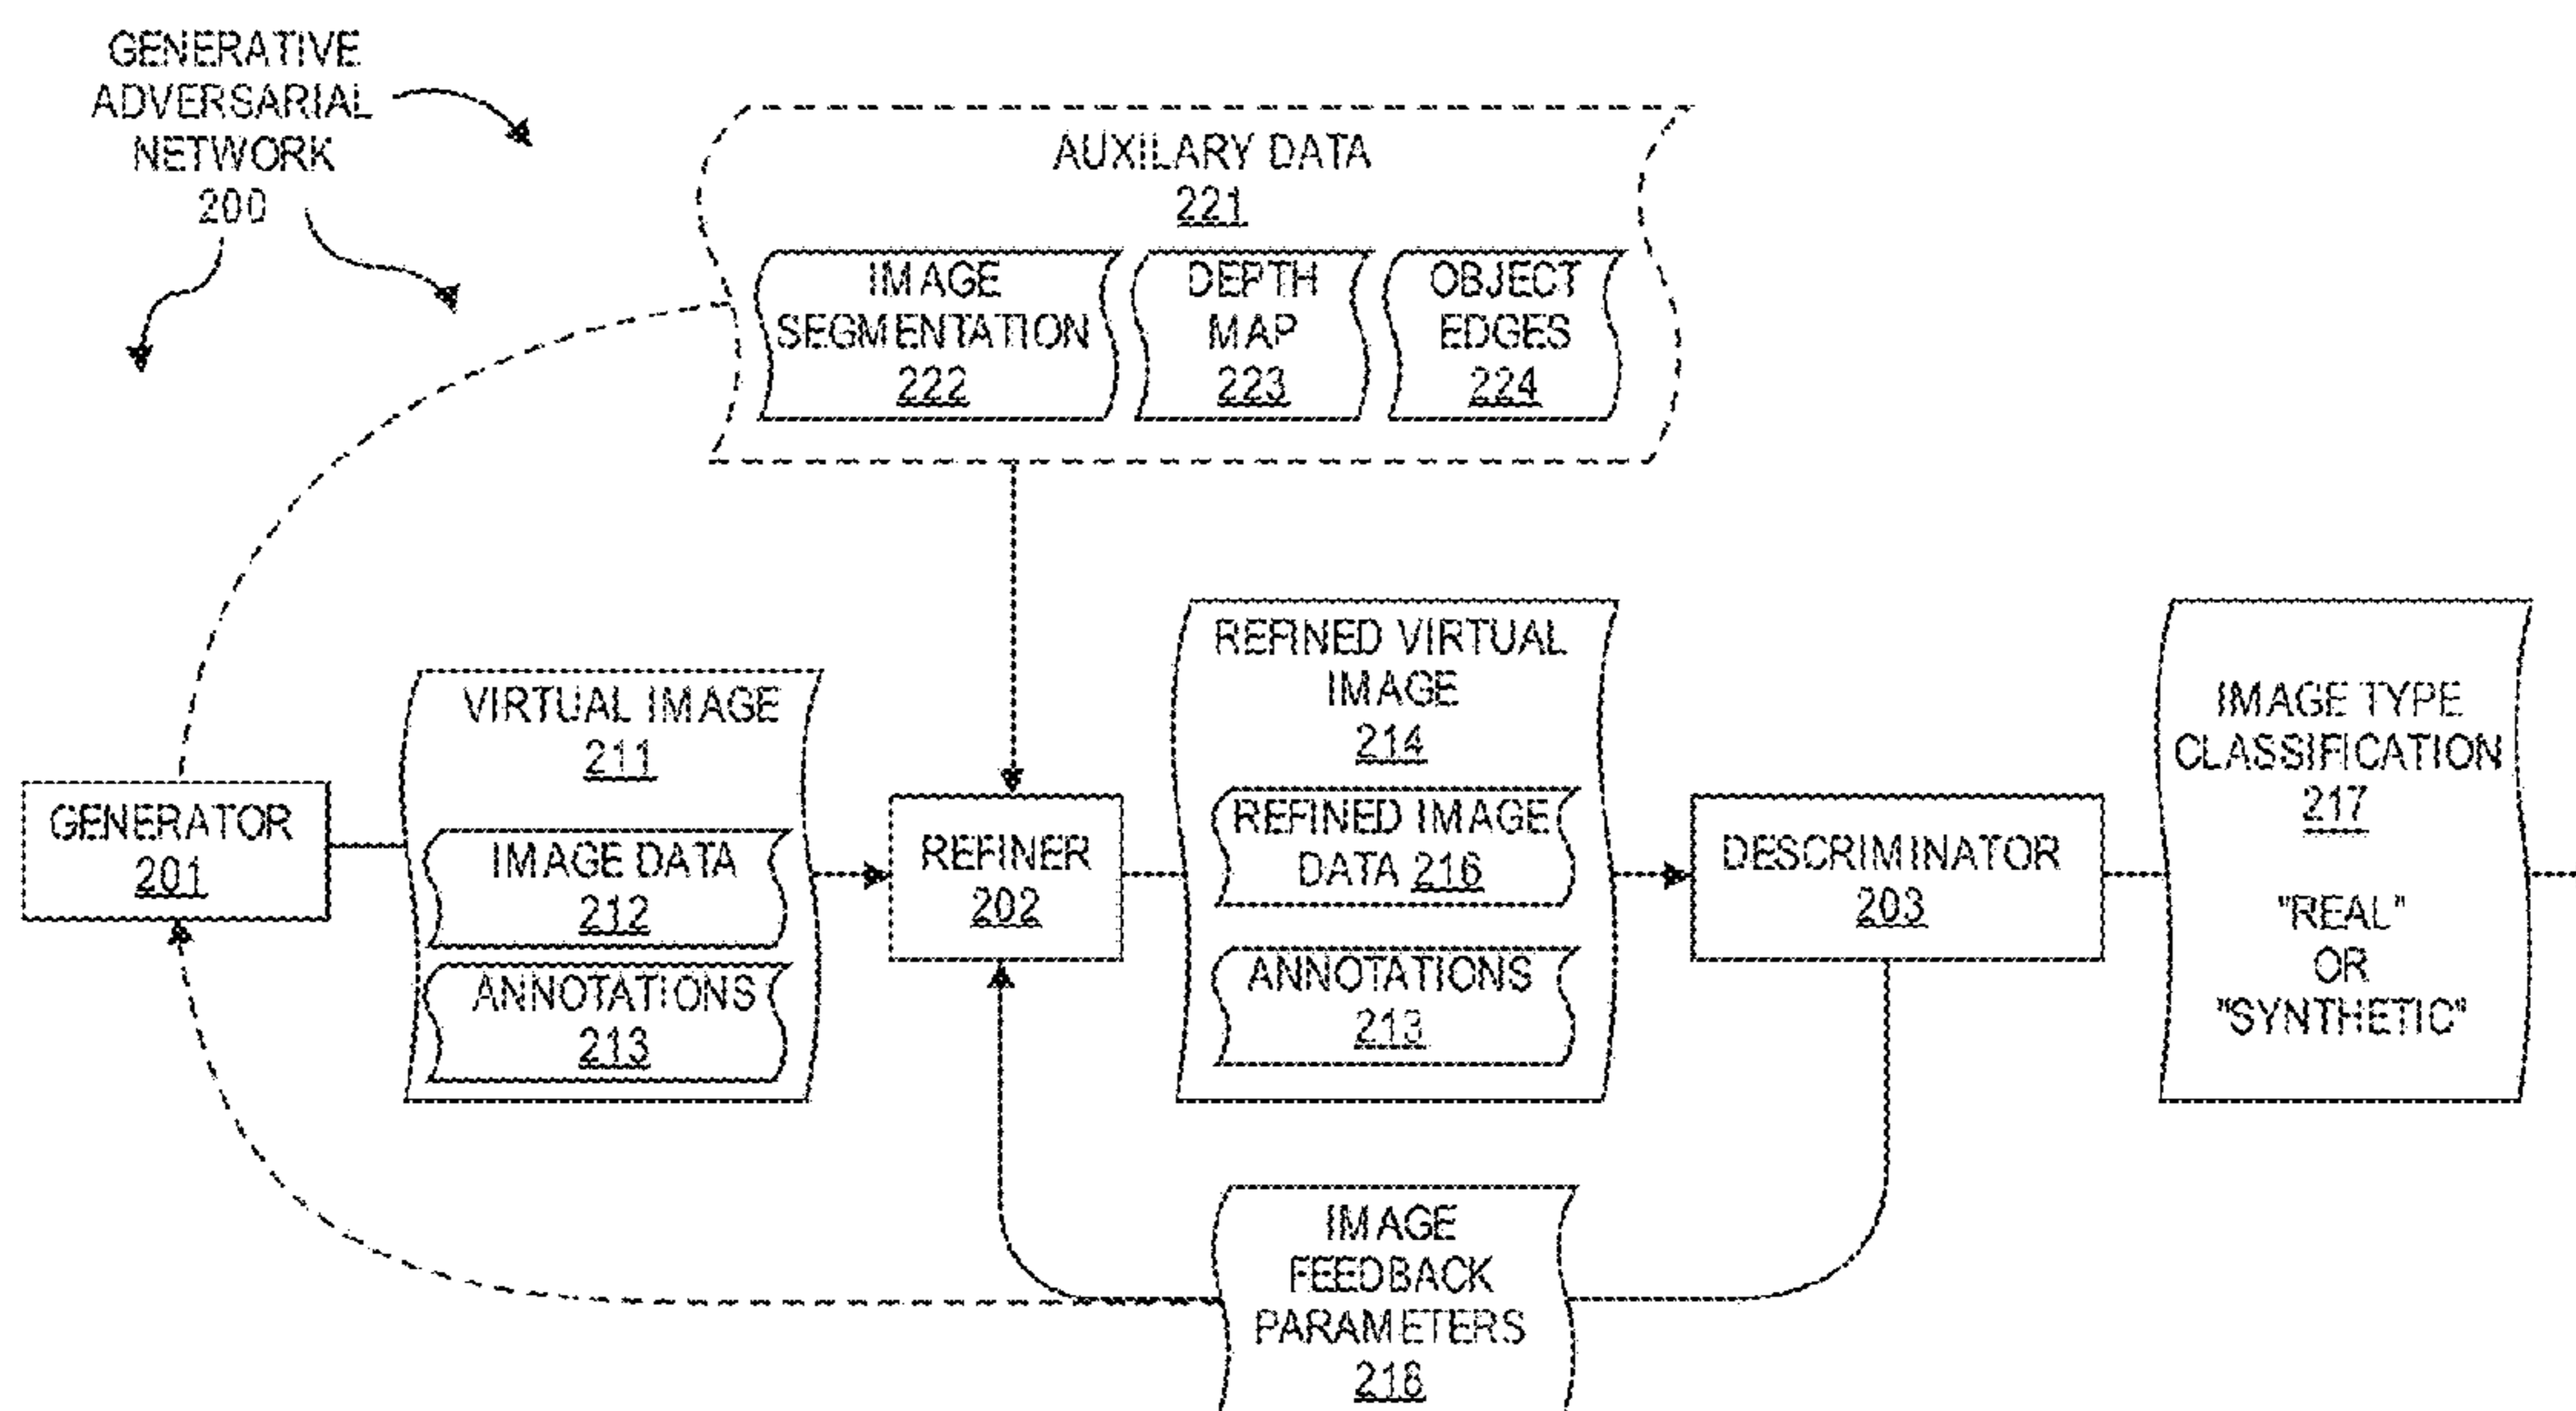 GENERATIVE
ADVERSARIAL
NETWORK
200
AUXILARY DATA
221
IMAGE
SEGMENTATION
222
DEPTH
MAP
223
OBJECT
EDGES
224
GENERATOR
201
VIRTUAL IMAGE
211
IMAGE DATA
212
ANNOTATIONS
213
REFINER
202
REFINED VIRTUAL
IMAGE
214
REFINED IMAGE
DATA 216
ANNOTATIONS
213
DESCRIMINATOR
203
IMAGE TYPE
CLASSIFICATION
217
"REAL"
OR
"SYNTHETIC"
IMAGE
FEEDBACK
PARAMETERS
218